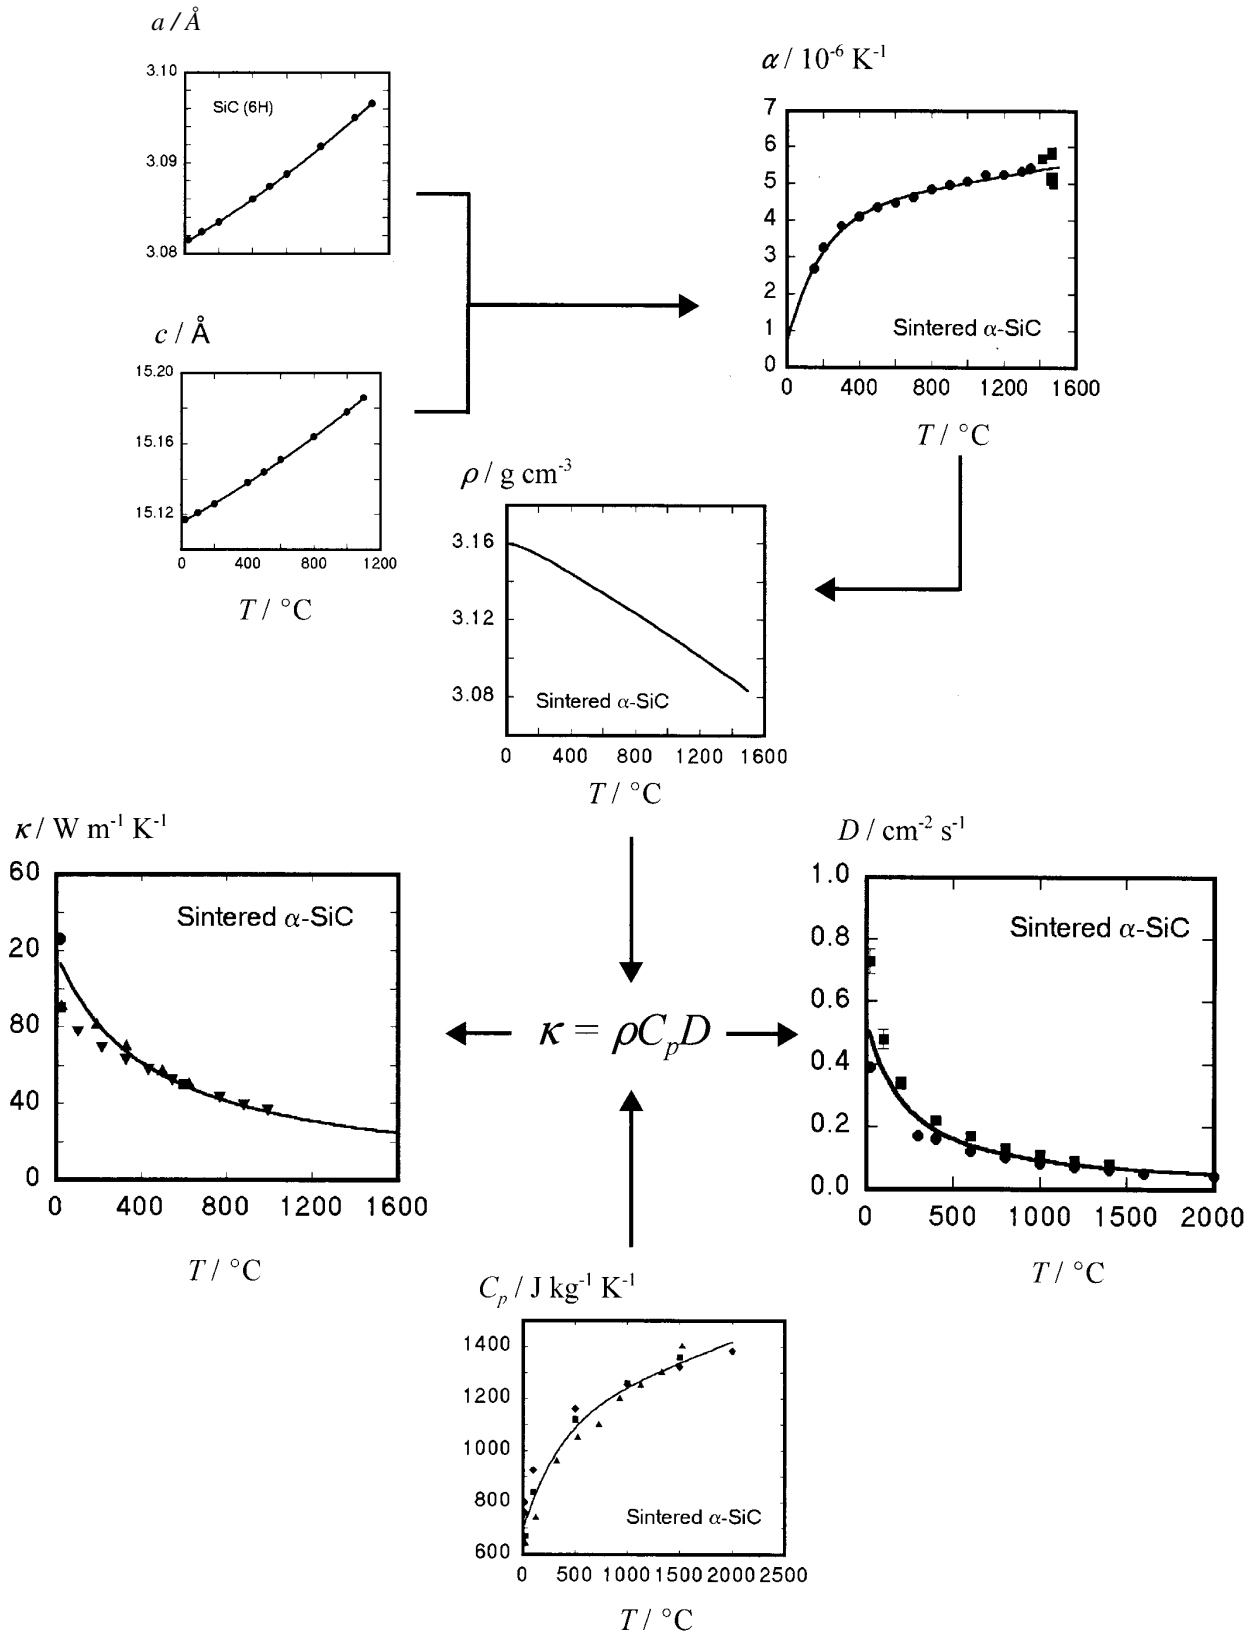 a / Å
3.10
SiC (6H)
3.09
3.08
c / Å
15.20
15.16
15.12
0 400 800 1200
T / °C
α / 10⁻⁶ K⁻¹
7
6
5
4
3
2
1
0
Sintered α-SiC
0 400 800 1200 1600
T / °C
ρ / g cm⁻³
3.16
3.12
3.08
Sintered α-SiC
0 400 800 1200 1600
T / °C
κ / W m⁻¹ K⁻¹
60
Sintered α-SiC
20
80
40
0
0 400 800 1200 1600
T / °C
κ = ρCₚD
D / cm⁻² s⁻¹
1.0
Sintered α-SiC
0.8
0.6
0.4
0.2
0.0
0 500 1000 1500 2000
T / °C
Cₚ / J kg⁻¹ K⁻¹
1400
1200
1000
800
600
Sintered α-SiC
0 500 1000 1500 2000 2500
T / °C